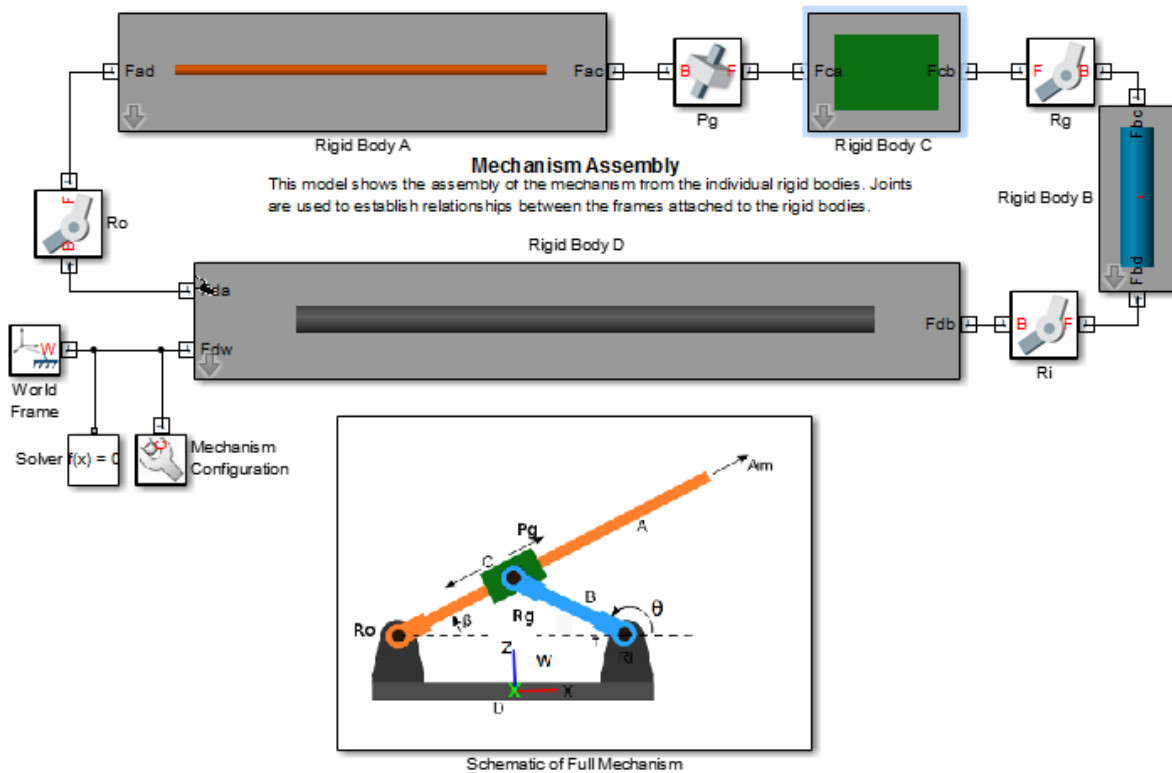 Fad
Fac
B F
Fca
Fcb
F B
Pg
Rg
Rigid Body A
Rigid Body C
Fbc
Mechanism Assembly
This model shows the assembly of the mechanism from the individual rigid bodies. Joints
are used to establish relationships between the frames attached to the rigid bodies.
F
B
Ro
Rigid Body B
Fbd
Rigid Body D
Fda
Fdb
B F
Ri
W
Fdw
World
Frame
Solver f(x) = 0
C
Mechanism
Configuration
Arm
A
Pg
C
B
θ
Ro
β
Rg
Ri
Z
W
X
D
Schematic of Full Mechanism